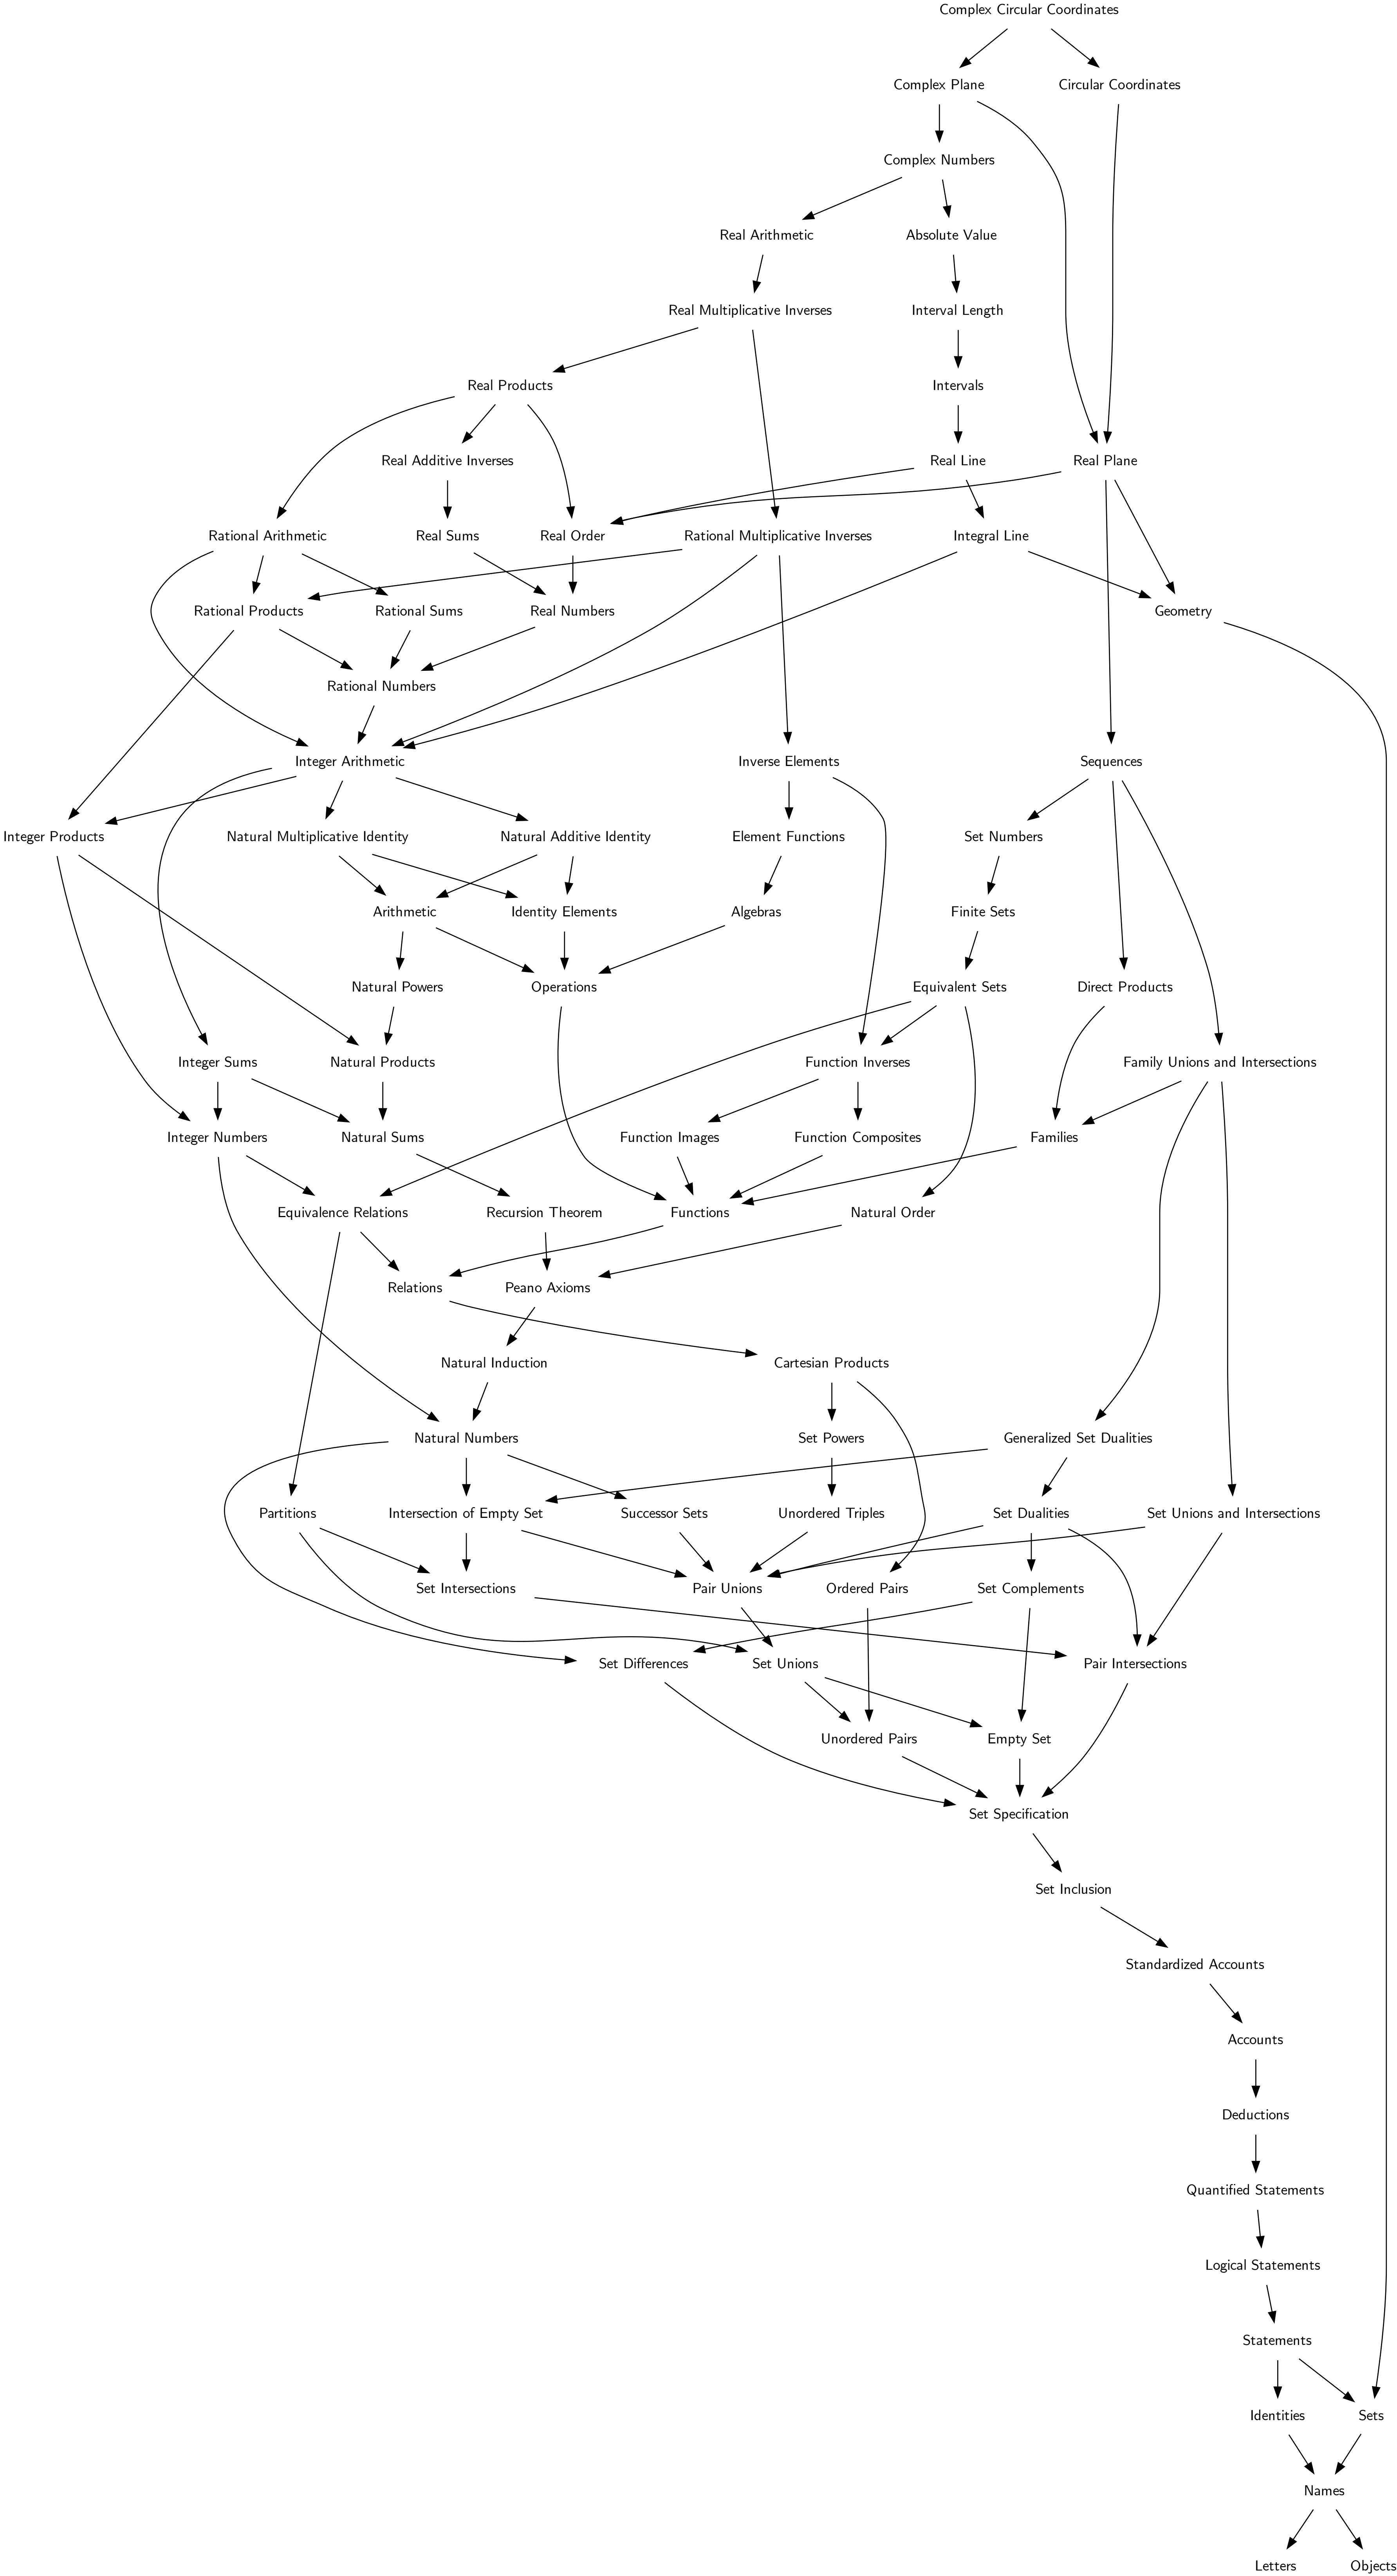 Complex Circular Coordinates
Complex Plane
Circular Coordinates
Complex Numbers
Real Arithmetic
Absolute Value
Real Multiplicative Inverses
Interval Length
Real Products
Intervals
Real Additive Inverses
Real Line
Real Plane
Rational Arithmetic
Real Sums
Real Order
Rational Multiplicative Inverses
Integral Line
Rational Products
Rational Sums
Real Numbers
Geometry
Rational Numbers
Integer Arithmetic
Inverse Elements
Sequences
Integer Products
Natural Multiplicative Identity
Natural Additive Identity
Element Functions
Set Numbers
Arithmetic
Identity Elements
Algebras
Finite Sets
Natural Powers
Operations
Equivalent Sets
Direct Products
Integer Sums
Natural Products
Function Inverses
Family Unions and Intersections
Integer Numbers
Natural Sums
Function Images
Function Composites
Families
Equivalence Relations
Recursion Theorem
Functions
Natural Order
Relations
Peano Axioms
Natural Induction
Cartesian Products
Natural Numbers
Set Powers
Generalized Set Dualities
Partitions
Intersection of Empty Set
Successor Sets
Unordered Triples
Set Dualities
Set Unions and Intersections
Set Intersections
Pair Unions
Ordered Pairs
Set Complements
Set Differences
Set Unions
Pair Intersections
Unordered Pairs
Empty Set
Set Specification
Set Inclusion
Standardized Accounts
Accounts
Deductions
Quantified Statements
Logical Statements
Statements
Identities
Sets
Names
Letters
Objects